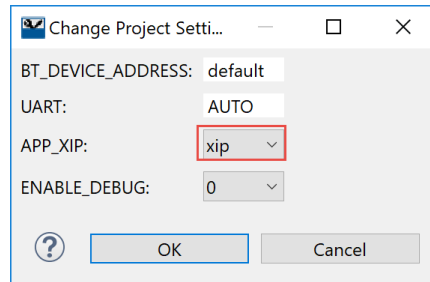 Change Project Setti...
BT_DEVICE_ADDRESS: default
UART: AUTO
APP_XIP: xip
ENABLE_DEBUG: 0
? OK Cancel